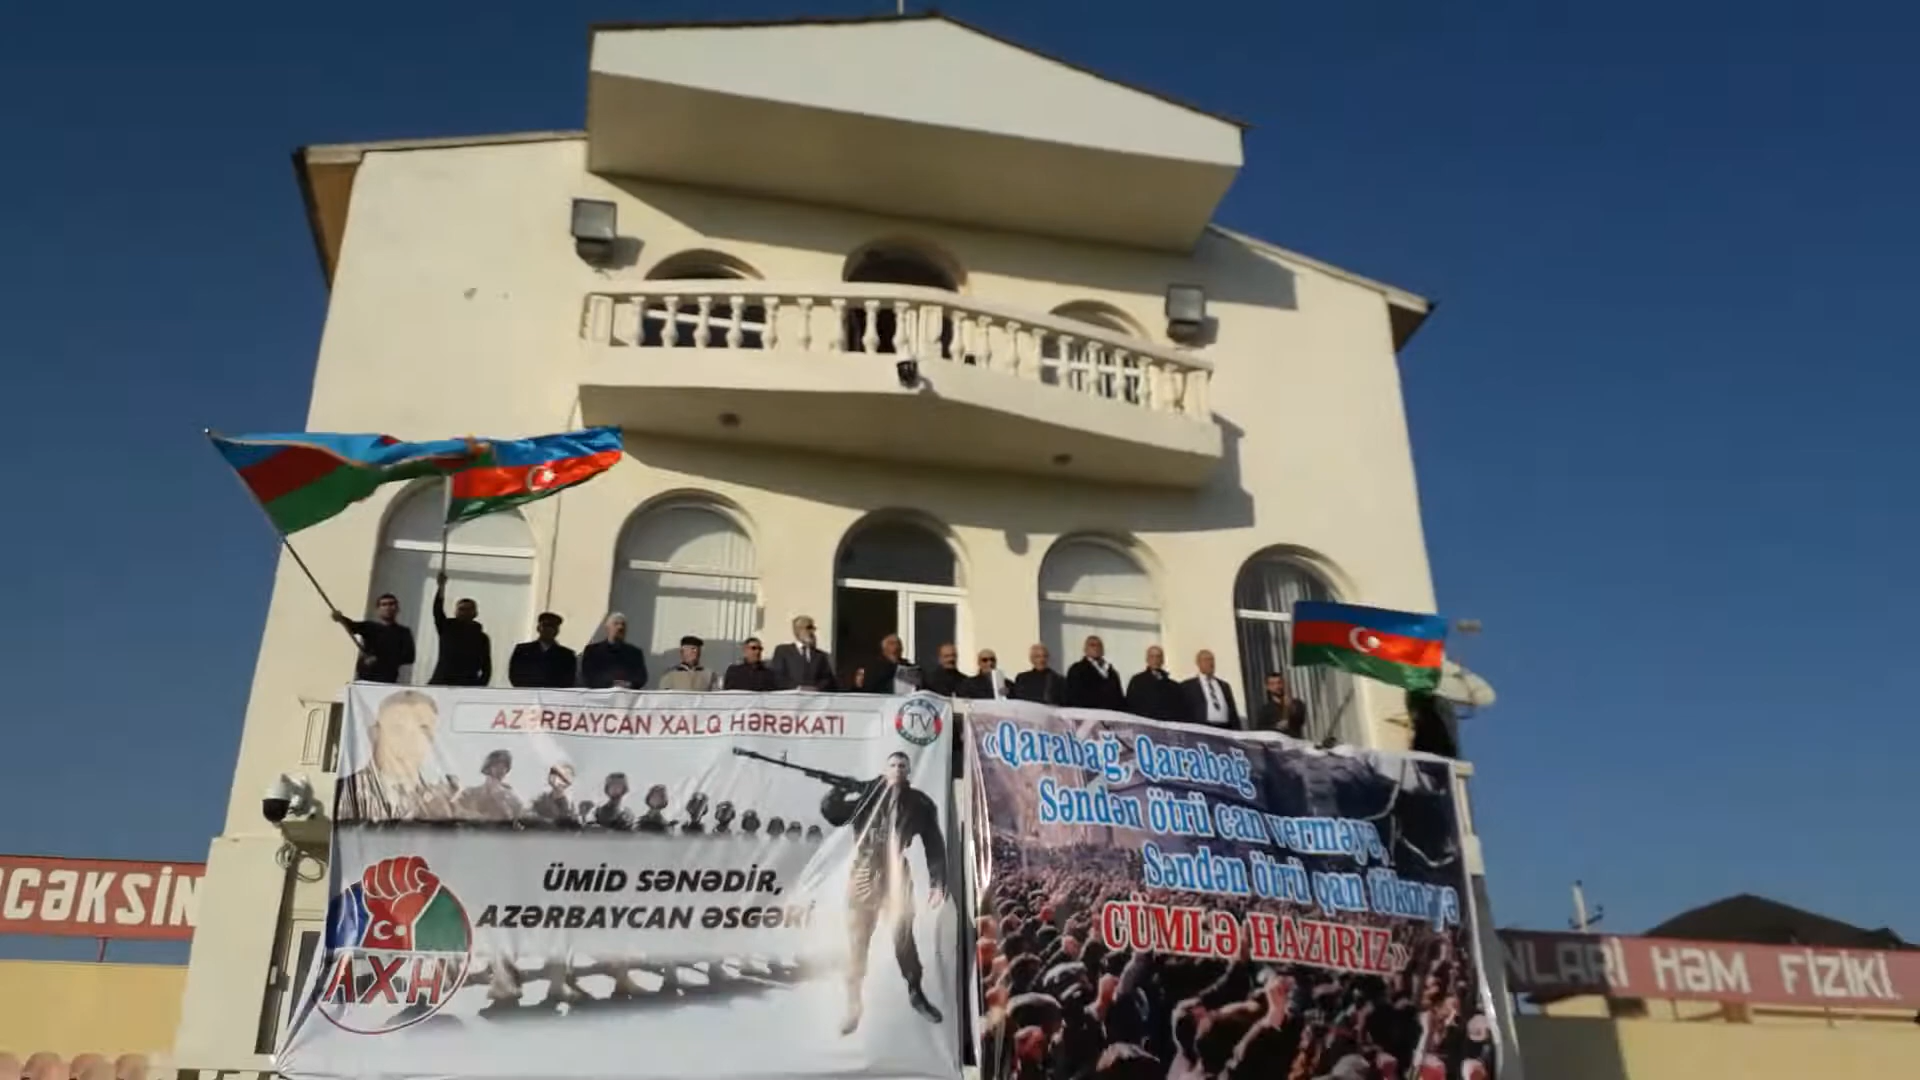 AZƏRBAYCAN XALQ HƏRƏKATI
TV
ÜMİD SƏNƏDİR,
AZƏRBAYCAN ƏSGƏRİ
AXH
«Qarabağ, Qarabağ
Səndən ötrü can verməyə,
Səndən ötrü qan tökməyə
CÜMLƏ HAZIRIZ»
CƏKSİN
NLARI HƏM FİZİKİ